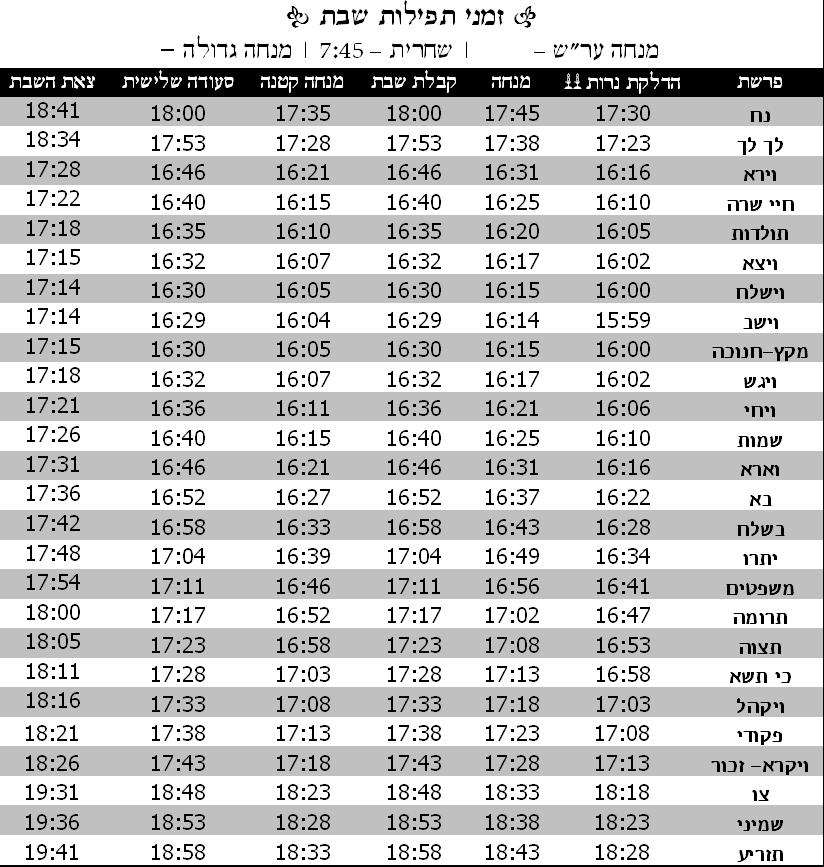 זמני תפילות שבת
מנחה ער״ש – | שחרית – 7:45 | מנחה גדולה –
פרשת הדלקת נרות מנחה קבלת שבת מנחה קטנה סעודה שלישית צאת השבת
נח 17:30 17:45 18:00 17:35 18:00 18:41
לך לך 17:23 17:38 17:53 17:28 17:53 18:34
וירא 16:16 16:31 16:46 16:21 16:46 17:28
חיי שרה 16:10 16:25 16:40 16:15 16:40 17:22
תולדות 16:05 16:20 16:35 16:10 16:35 17:18
ויצא 16:02 16:17 16:32 16:07 16:32 17:15
וישלח 16:00 16:15 16:30 16:05 16:30 17:14
וישב 15:59 16:14 16:29 16:04 16:29 17:14
מקץ–חנוכה 16:00 16:15 16:30 16:05 16:30 17:15
ויגש 16:02 16:17 16:32 16:07 16:32 17:18
ויחי 16:06 16:21 16:36 16:11 16:36 17:21
שמות 16:10 16:25 16:40 16:15 16:40 17:26
וארא 16:16 16:31 16:46 16:21 16:46 17:31
בא 16:22 16:37 16:52 16:27 16:52 17:36
בשלח 16:28 16:43 16:58 16:33 16:58 17:42
יתרו 16:34 16:49 17:04 16:39 17:04 17:48
משפטים 16:41 16:56 17:11 16:46 17:11 17:54
תרומה 16:47 17:02 17:17 16:52 17:17 18:00
תצוה 16:53 17:08 17:23 16:58 17:23 18:05
כי תשא 16:58 17:13 17:28 17:03 17:28 18:11
ויקהל 17:03 17:18 17:33 17:08 17:33 18:16
פקודי 17:08 17:23 17:38 17:13 17:38 18:21
ויקרא– זכור 17:13 17:28 17:43 17:18 17:43 18:26
צו 18:18 18:33 18:48 18:23 18:48 19:31
שמיני 18:23 18:38 18:53 18:28 18:53 19:36
תזריע 18:28 18:43 18:58 18:33 18:58 19:41